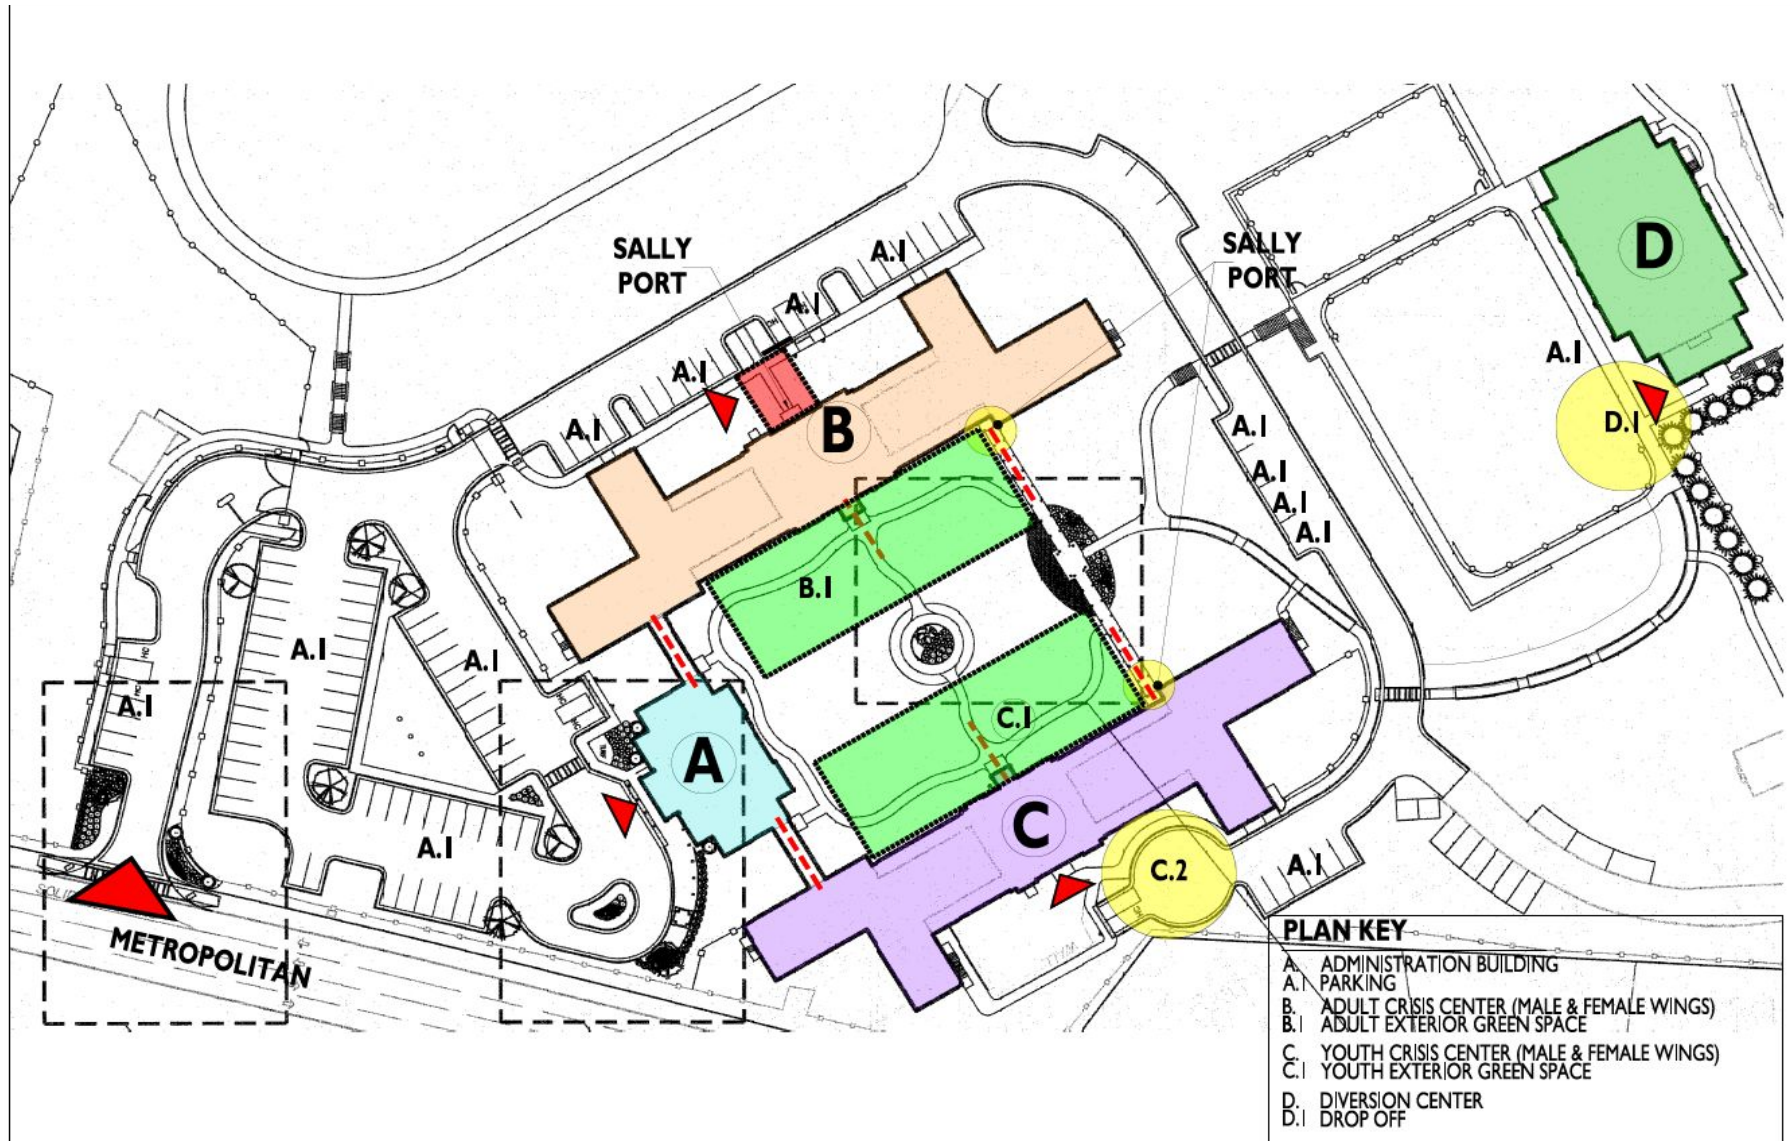 SALLY
PORT
SALLY
PORT
A.1
A.1
A.1
A.1
D
A.1
D.1
B
A.1
A.1
A.1
A.1
B.1
A.1
A.1
A.1
C.1
A
C
A.1
C.2
A.1
METROPOLITAN
PLAN KEY
A. ADMINISTRATION BUILDING
A.1 PARKING
B. ADULT CRISIS CENTER (MALE & FEMALE WINGS)
B.1 ADULT EXTERIOR GREEN SPACE
C. YOUTH CRISIS CENTER (MALE & FEMALE WINGS)
C.1 YOUTH EXTERIOR GREEN SPACE
D. DIVERSION CENTER
D.1 DROP OFF